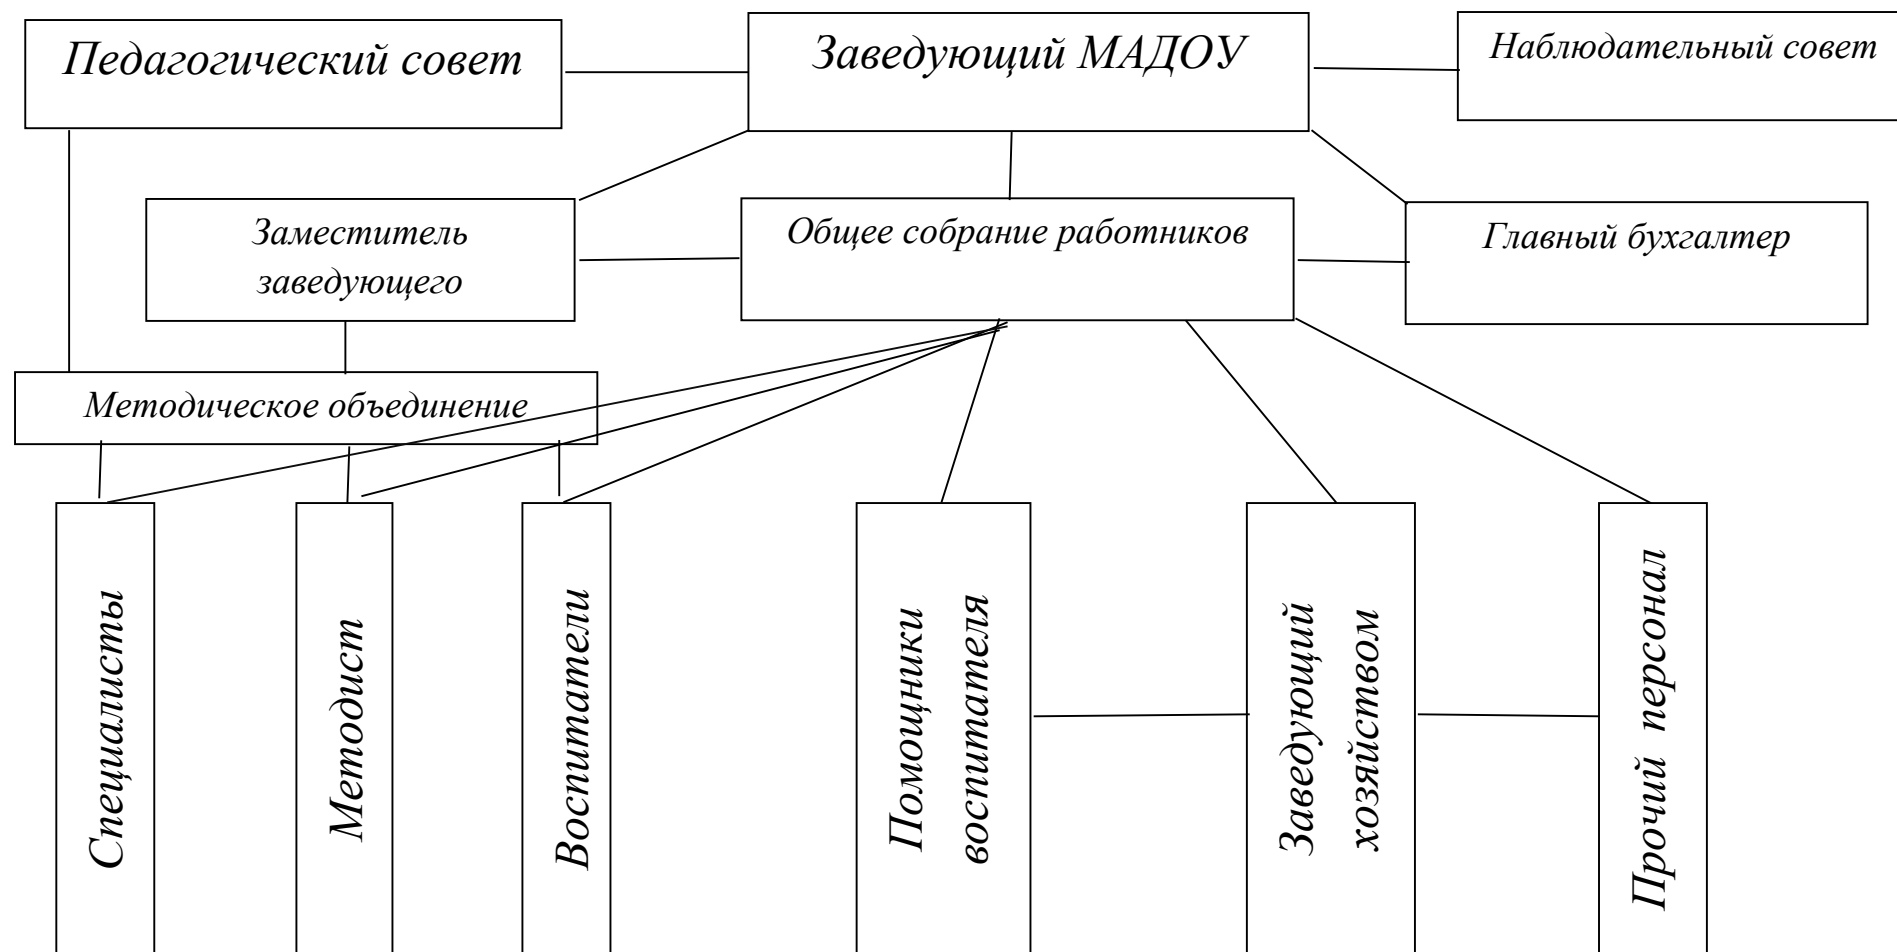 Педагогический совет
Заведующий МАДОУ
Наблюдательный совет
Заместитель
заведующего
Общее собрание работников
Главный бухгалтер
Методическое объединение
Специалисты
Методист
Воспитатели
Помощники
воспитателя
Заведующий
хозяйством
Прочий персонал